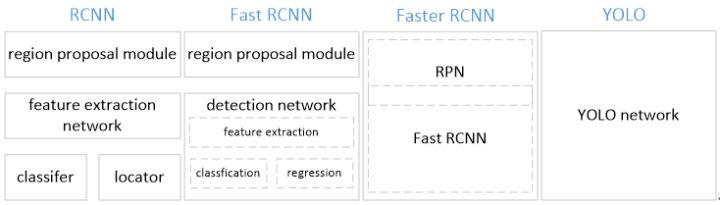 RCNN
Fast RCNN
Faster RCNN
YOLO
region proposal module
region proposal module
RPN
YOLO network
feature extraction
network
detection network
feature extraction
Fast RCNN
classifer
locator
classfication
regression